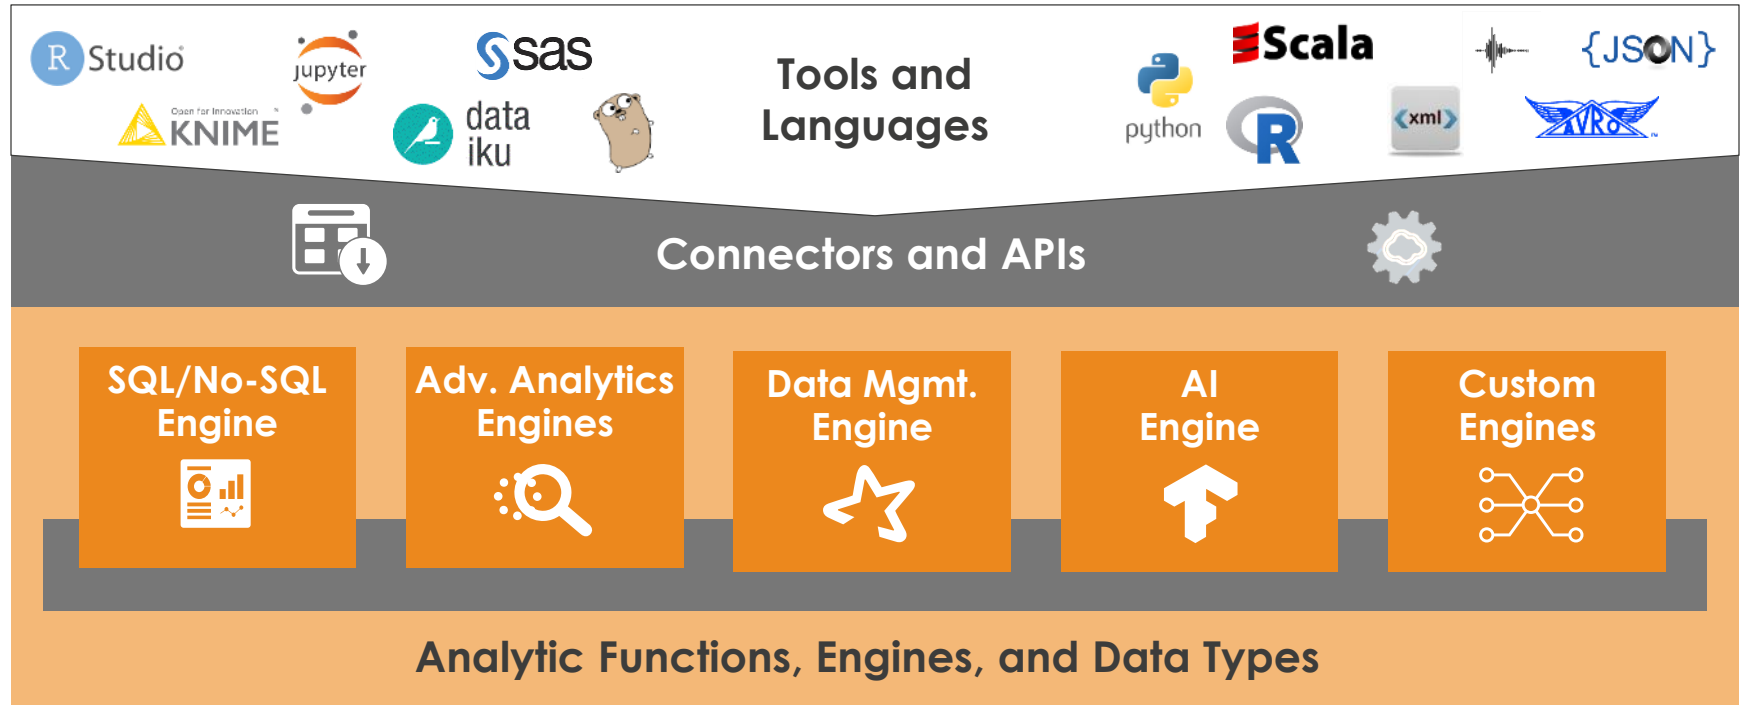 R Studio
jupyter
Ssas
Open for Innovation
KNIME
data
iku
Tools and
Languages
python
Scala
R
<xml>
{JSON}
AVRO
Connectors and APIs
SQL/No-SQL
Engine
Adv. Analytics
Engines
Data Mgmt.
Engine
AI
Engine
Custom
Engines
Analytic Functions, Engines, and Data Types